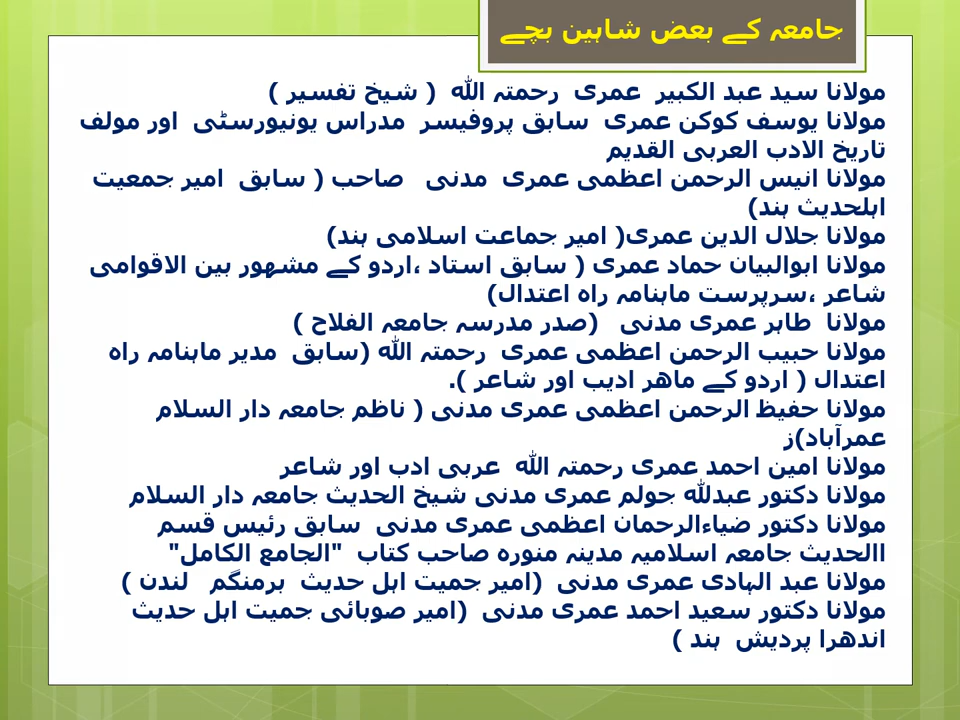 جامعہ کے بعض شاہین بچے
مولانا سید عبد الکبیر عمری رحمتہ اللہ ( شیخ تفسیر )
مولانا یوسف کوکن عمری سابق پروفیسر مدراس یونیورسٹی اور مولف
تاریخ الادب العربی القدیم
مولانا انیس الرحمن اعظمی عمری مدنی صاحب ( سابق امیر جمعیت
اہلحدیث ہند)
مولانا جلال الدین عمری( امیر جماعت اسلامی ہند)
مولانا ابوالبیان حماد عمری ( سابق استاد ،اردو کے مشہور بین الاقوامی
شاعر ،سرپرست ماہنامہ راہ اعتدال)
مولانا طاہر عمری مدنی (صدر مدرسہ جامعہ الفلاح )
مولانا حبیب الرحمن اعظمی عمری رحمتہ اللہ (سابق مدیر ماہنامہ راہ
اعتدال ( اردو کے ماهر ادیب اور شاعر ).
مولانا حفیظ الرحمن اعظمی عمری مدنی ( ناظم جامعہ دار السلام
عمرآباد)ز
مولانا امین احمد عمری رحمتہ اللہ عربی ادب اور شاعر
مولانا دکتور عبدللہ جولم عمری مدنی شیخ الحدیث جامعہ دار السلام
مولانا دکتور ضیاءالرحمان اعظمی عمری مدنی سابق رئیس قسم
االحدیث جامعہ اسلامیہ مدینہ منورہ صاحب کتاب "الجامع الکامل"
مولانا عبد الہادی عمری مدنی (امیر جمیت اہل حدیث برمنگم لندن )
مولانا دکتور سعید احمد عمری مدنی (امیر صوبائی جمیت اہل حدیث
اندھرا پردیش ہند )